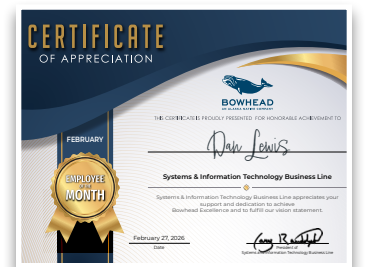 CERTIFICATE
OF APPRECIATION
BOWHEAD
AN ALASKA NATIVE COMPANY
THIS CERTIFICATE IS PROUDLY PRESENTED FOR HONORABLE ACHIEVEMENT TO
FEBRUARY
Dan Lewis
EMPLOYEE
OF THE
MONTH
Systems & Information Technology Business Line
Systems & Information Technology Business Line appreciates your
support and dedication to achieve
Bowhead Excellence and to fulfill our vision statement.
February 27, 2026
Date
President of
Systems and Information Technology Business Line